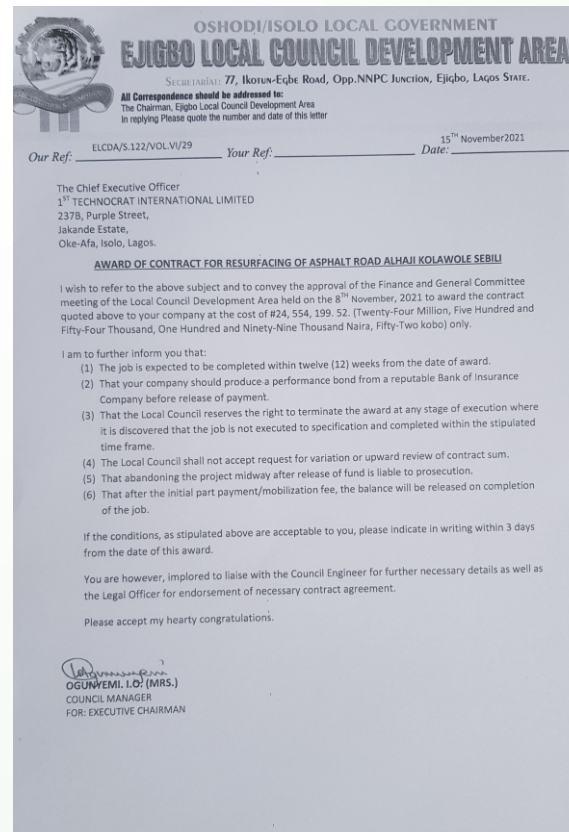 OSHODI/ISOLO LOCAL GOVERNMENT
EJIGBO LOCAL COUNCIL DEVELOPMENT AREA
SECRETARIAT: 77, IKOTUN-EGBE ROAD, OPP.NNPC JUNCTION, EJIGBO, LAGOS STATE.
All Correspondence should be addressed to:
The Chairman, Ejigbo Local Council Development Area
In replying Please quote the number and date of this letter
Our Ref: ELCDA/S.122/VOL.VI/29 Your Ref: Date: 15TH November2021
The Chief Executive Officer
1ST TECHNOCRAT INTERNATIONAL LIMITED
237B, Purple Street,
Jakande Estate,
Oke-Afa, Isolo, Lagos.
AWARD OF CONTRACT FOR RESURFACING OF ASPHALT ROAD ALHAJI KOLAWOLE SEBILI
I wish to refer to the above subject and to convey the approval of the Finance and General Committee
meeting of the Local Council Development Area held on the 8TH November, 2021 to award the contract
quoted above to your company at the cost of #24, 554, 199. 52. (Twenty-Four Million, Five Hundred and
Fifty-Four Thousand, One Hundred and Ninety-Nine Thousand Naira, Fifty-Two kobo) only.
I am to further inform you that:
(1) The job is expected to be completed within twelve (12) weeks from the date of award.
(2) That your company should produce a performance bond from a reputable Bank of Insurance
Company before release of payment.
(3) That the Local Council reserves the right to terminate the award at any stage of execution where
it is discovered that the job is not executed to specification and completed within the stipulated
time frame.
(4) The Local Council shall not accept request for variation or upward review of contract sum.
(5) That abandoning the project midway after release of fund is liable to prosecution.
(6) That after the initial part payment/mobilization fee, the balance will be released on completion
of the job.
If the conditions, as stipulated above are acceptable to you, please indicate in writing within 3 days
from the date of this award.
You are however, implored to liaise with the Council Engineer for further necessary details as well as
the Legal Officer for endorsement of necessary contract agreement.
Please accept my hearty congratulations.
OGUNYEMI. I.O. (MRS.)
COUNCIL MANAGER
FOR: EXECUTIVE CHAIRMAN